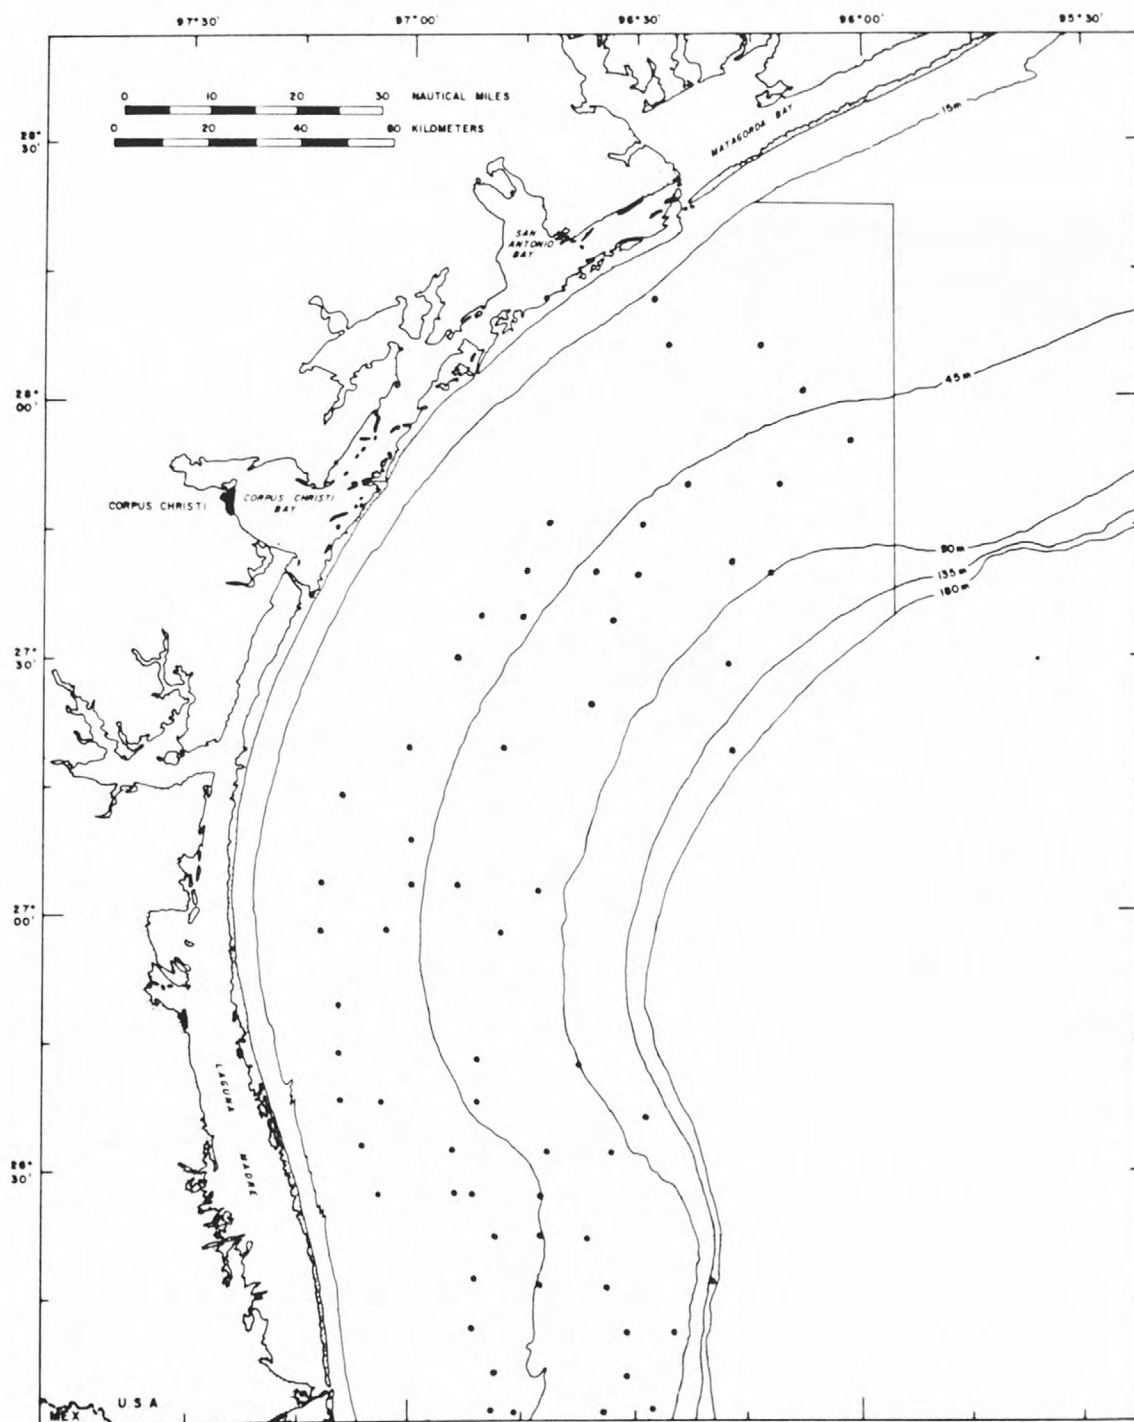 97°30' 97°00' 96°30' 96°00' 95°30'
0 10 20 30 NAUTICAL MILES
0 20 40 60 KILOMETERS
28°
30'
MATAGORDA BAY
15m
SAN
ANTONIO
BAY
45m
28°
00'
CORPUS CHRISTI
CORPUS CHRISTI
BAY
90m
135m
180m
27°
30'
27°
00'
LAGUNA
MADRE
26°
30'
USA
MEX